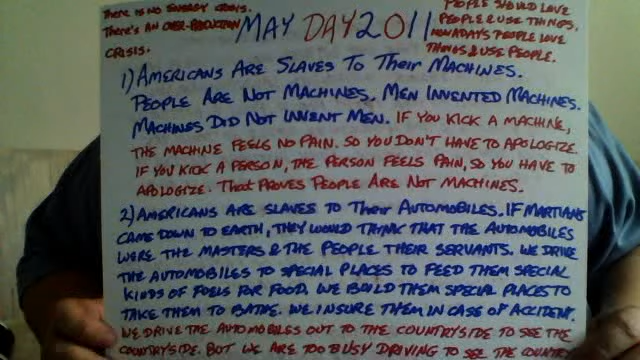 THERE IS NO ENERGY CRISIS.
THERE'S AN OVER-PRODUCTION
CRISIS.
MAY DAY 2011
PEOPLE SHOULD LOVE
PEOPLE & USE THINGS.
NOWADAYS PEOPLE LOVE
THINGS & USE PEOPLE.
1) AMERICANS ARE SLAVES TO THEIR MACHINES.
PEOPLE ARE NOT MACHINES. MEN INVENTED MACHINES.
MACHINES DID NOT INVENT MEN. IF YOU KICK A MACHINE,
THE MACHINE FEELS NO PAIN. SO YOU DON'T HAVE TO APOLOGIZE.
IF YOU KICK A PERSON, THE PERSON FEELS PAIN, SO YOU HAVE TO
APOLOGIZE. THAT PROVES PEOPLE ARE NOT MACHINES.
2) AMERICANS ARE SLAVES TO THEIR AUTOMOBILES. IF MARTIANS
CAME DOWN TO EARTH, THEY WOULD THINK THAT THE AUTOMOBILES
WERE THE MASTERS & THE PEOPLE THEIR SERVANTS. WE DRIVE
THE AUTOMOBILES TO SPECIAL PLACES TO FEED THEM SPECIAL
KINDS OF FUELS FOR FOOD. WE BUILD THEM SPECIAL PLACES TO
TAKE THEM TO BATHE. WE INSURE THEM IN CASE OF ACCIDENT.
WE DRIVE THE AUTOMOBILES OUT TO THE COUNTRYSIDE TO SEE THE
COUNTRYSIDE. BUT WE ARE TOO BUSY DRIVING TO SEE THE